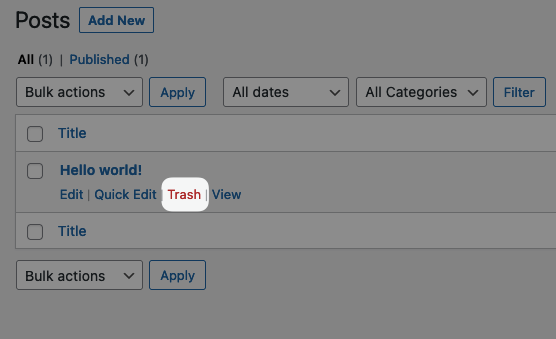 Posts Add New
All (1) | Published (1)
Bulk actions Apply All dates All Categories Filter
Title
Hello world!
Edit | Quick Edit | Trash | View
Title
Bulk actions Apply